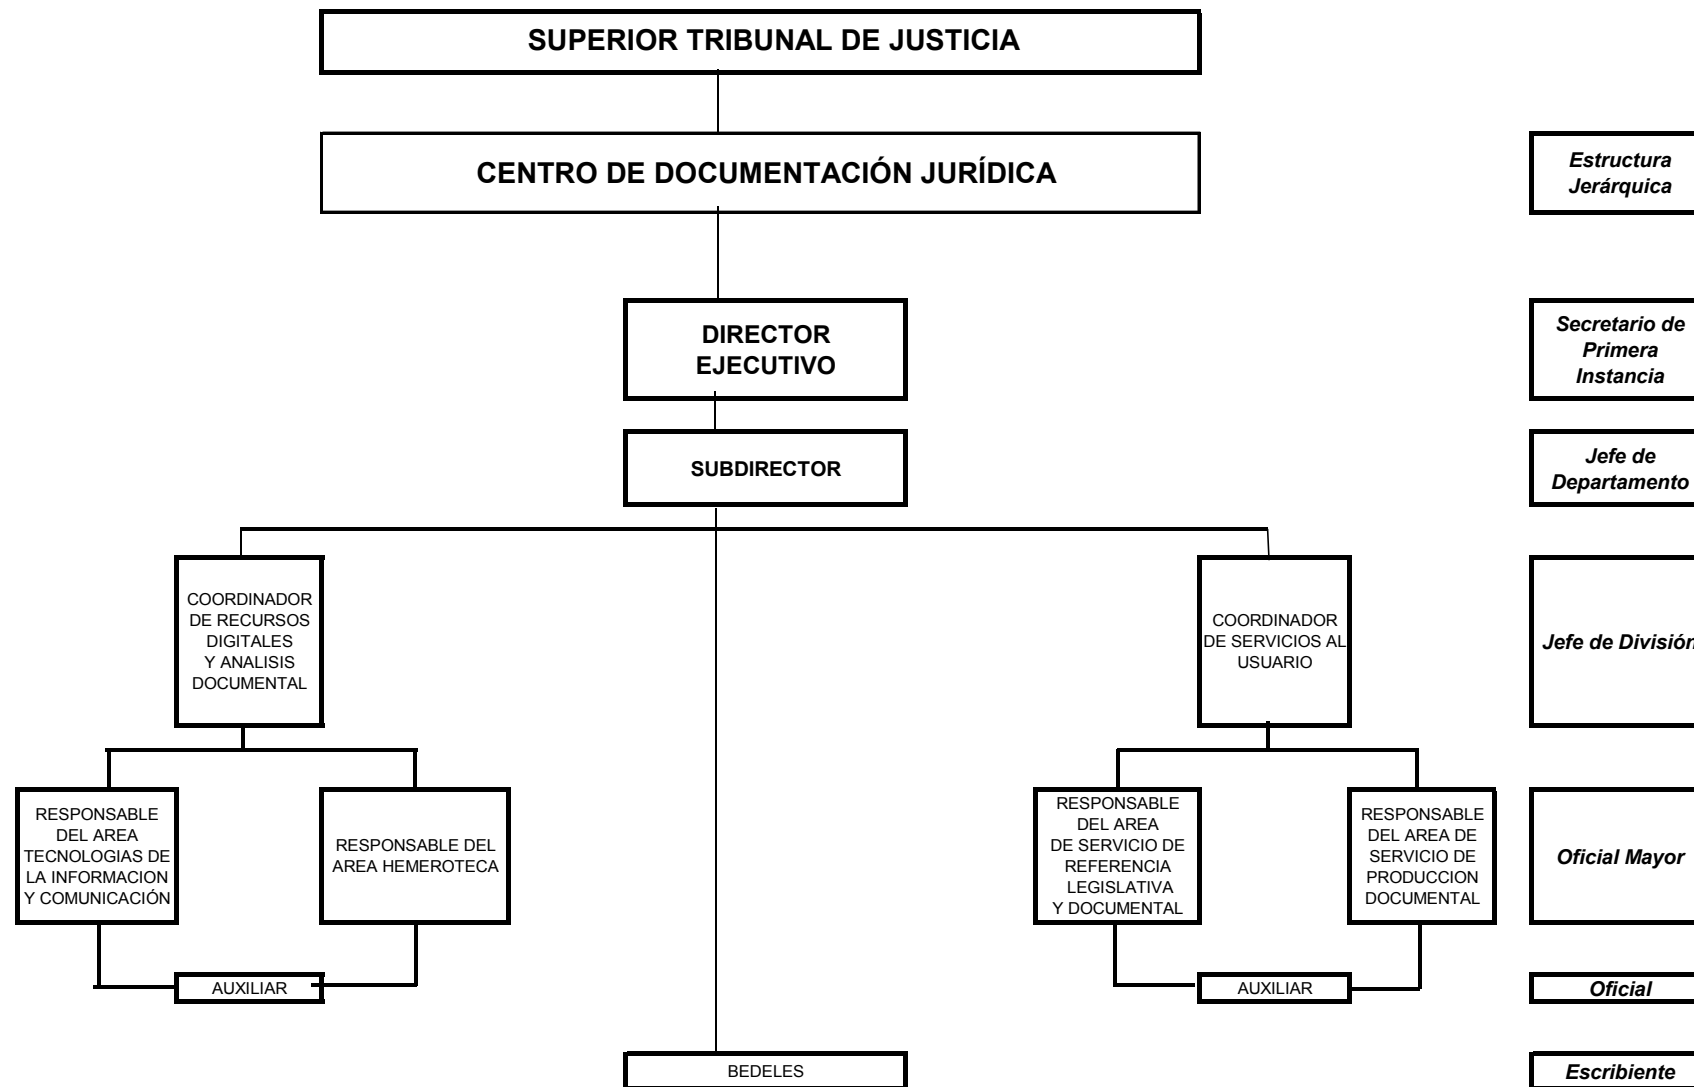 SUPERIOR TRIBUNAL DE JUSTICIA
CENTRO DE DOCUMENTACIÓN JURÍDICA
Estructura
Jerárquica
DIRECTOR
EJECUTIVO
Secretario de
Primera
Instancia
SUBDIRECTOR
Jefe de
Departamento
COORDINADOR
DE RECURSOS
DIGITALES
Y ANALISIS
DOCUMENTAL
COORDINADOR
DE SERVICIOS AL
USUARIO
Jefe de División
RESPONSABLE
DEL AREA
TECNOLOGIAS DE
LA INFORMACION
Y COMUNICACIÓN
RESPONSABLE DEL
AREA HEMEROTECA
RESPONSABLE
DEL AREA
DE SERVICIO DE
REFERENCIA
LEGISLATIVA
Y DOCUMENTAL
RESPONSABLE
DEL AREA DE
SERVICIO DE
PRODUCCION
DOCUMENTAL
Oficial Mayor
AUXILIAR
AUXILIAR
Oficial
BEDELES
Escribiente